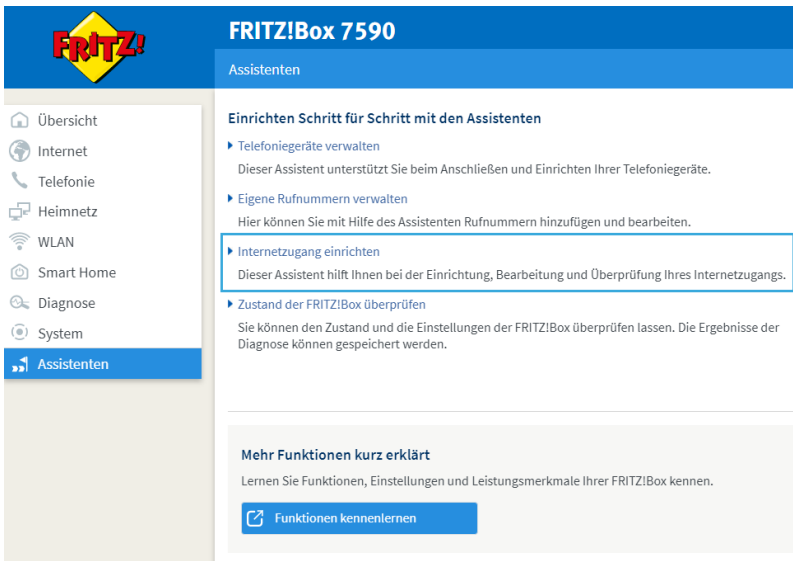 FRITZ!
FRITZ!Box 7590
Assistenten
Übersicht
Internet
Telefonie
Heimnetz
WLAN
Smart Home
Diagnose
System
Assistenten
Einrichten Schritt für Schritt mit den Assistenten
Telefoniegeräte verwalten
Dieser Assistent unterstützt Sie beim Anschließen und Einrichten Ihrer Telefoniegeräte.
Eigene Rufnummern verwalten
Hier können Sie mit Hilfe des Assistenten Rufnummern hinzufügen und bearbeiten.
Internetzugang einrichten
Dieser Assistent hilft Ihnen bei der Einrichtung, Bearbeitung und Überprüfung Ihres Internetzugangs.
Zustand der FRITZ!Box überprüfen
Sie können den Zustand und die Einstellungen der FRITZ!Box überprüfen lassen. Die Ergebnisse der
Diagnose können gespeichert werden.
Mehr Funktionen kurz erklärt
Lernen Sie Funktionen, Einstellungen und Leistungsmerkmale Ihrer FRITZ!Box kennen.
Funktionen kennenlernen